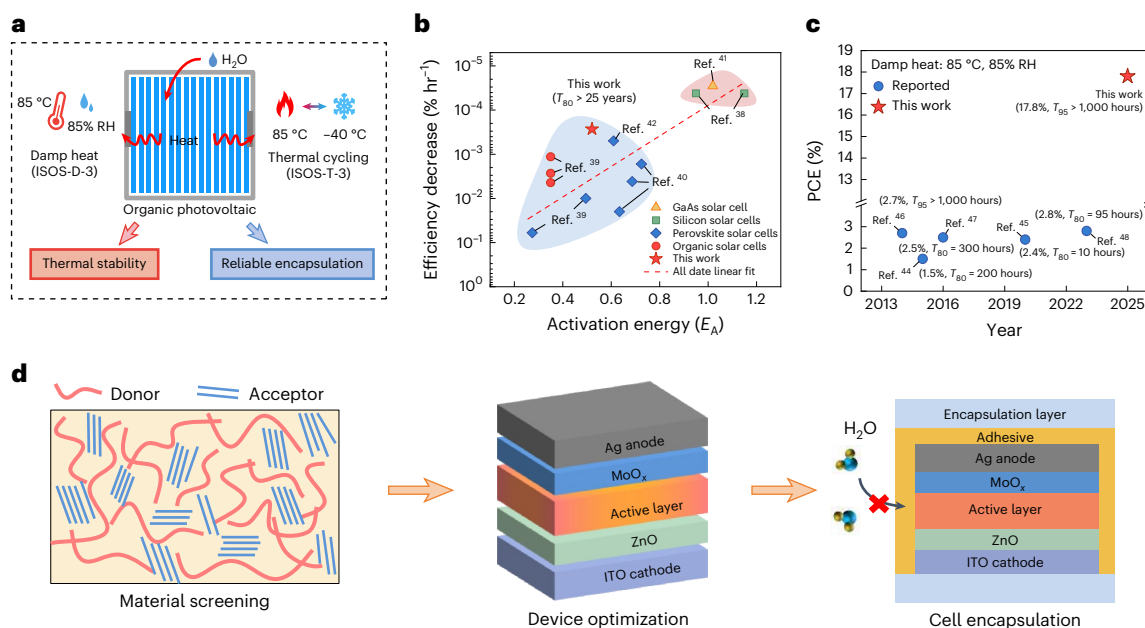 a
H₂O
85 °C
85% RH
Damp heat
(ISOS-D-3)
Heat
85 °C
−40 °C
Thermal cycling
(ISOS-T-3)
Organic photovoltaic
Thermal stability
Reliable encapsulation
b
Efficiency decrease (% hr⁻¹)
10⁻⁵
10⁻⁴
10⁻³
10⁻²
10⁻¹
10⁰
This work
(T₈₀ > 25 years)
Ref. ⁴¹
Ref. ³⁸
Ref. ⁴²
Ref. ³⁹
Ref. ⁴⁰
Ref. ³⁹
GaAs solar cell
Silicon solar cells
Perovskite solar cells
Organic solar cells
This work
All date linear fit
0.2 0.4 0.6 0.8 1.0 1.2
Activation energy (E_A)
c
PCE (%)
19
18
17
16
15
14
13
3
2
1
0
Damp heat: 85 °C, 85% RH
Reported
This work
This work
(17.8%, T₉₅ > 1,000 hours)
(2.7%, T₉₅ > 1,000 hours)
Ref. ⁴⁶
Ref. ⁴⁷
Ref. ⁴⁵
(2.8%, T₈₀ = 95 hours)
Ref. ⁴⁸
(2.5%, T₈₀ = 300 hours)
(2.4%, T₈₀ = 10 hours)
Ref. ⁴⁴
(1.5%, T₈₀ = 200 hours)
2013 2016 2019 2022 2025
Year
d
Donor
Acceptor
Material screening
Ag anode
MoOₓ
Active layer
ZnO
ITO cathode
Device optimization
H₂O
Encapsulation layer
Adhesive
Ag anode
MoOₓ
Active layer
ZnO
ITO cathode
Cell encapsulation